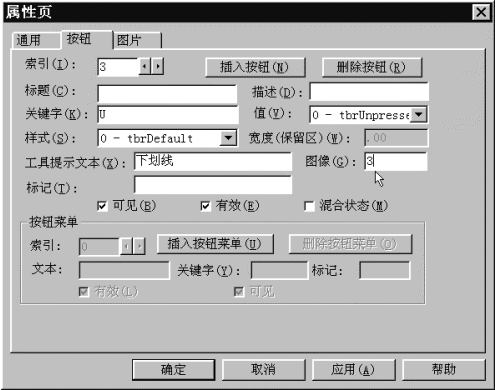 属性页
通用 按钮 图片
索引(I): 3 插入按钮(N) 删除按钮(R)
标题(C): 描述(D):
关键字(K): U 值(V): 0 - tbrUnpresse
样式(S): 0 - tbrDefault 宽度(保留区)(W): .00
工具提示文本(X): 下划线 图像(G): 3
标记(T):
可见(B) 有效(E) 混合状态(M)
按钮菜单
索引: 0 插入按钮菜单(U) 删除按钮菜单(O)
文本: 关键字(Y): 标记:
有效(L) 可见
确定 取消 应用(A) 帮助